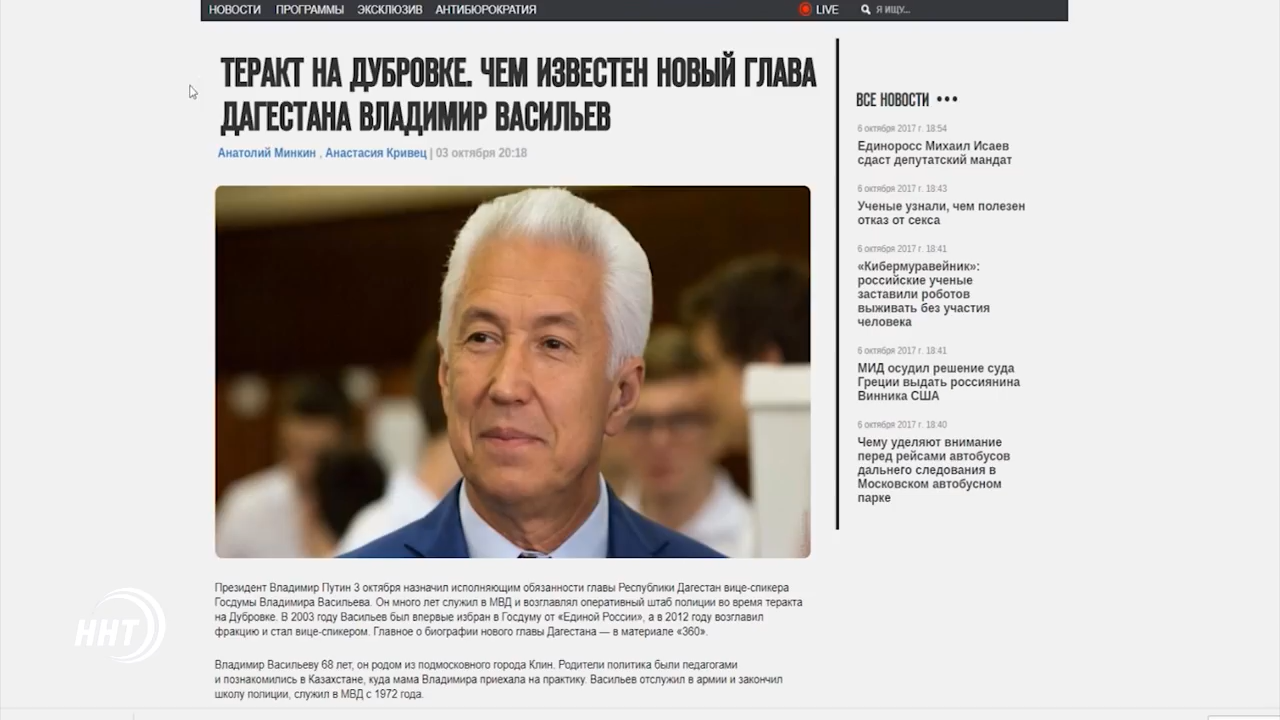 НОВОСТИ ПРОГРАММЫ ЭКСКЛЮЗИВ АНТИБЮРОКРАТИЯ LIVE Я ИЩУ...
ТЕРАКТ НА ДУБРОВКЕ. ЧЕМ ИЗВЕСТЕН НОВЫЙ ГЛАВА
ДАГЕСТАНА ВЛАДИМИР ВАСИЛЬЕВ
Анатолий Минкин , Анастасия Кривец | 03 октября 20:18
Президент Владимир Путин 3 октября назначил исполняющим обязанности главы Республики Дагестан вице-спикера
Госдумы Владимира Васильева. Он много лет служил в МВД и возглавлял оперативный штаб полиции во время теракта
на Дубровке. В 2003 году Васильев был впервые избран в Госдуму от «Единой России», а в 2012 году возглавил
фракцию и стал вице-спикером. Главное о биографии нового главы Дагестана — в материале «360».
Владимир Васильеву 68 лет, он родом из подмосковного города Клин. Родители политика были педагогами
и познакомились в Казахстане, куда мама Владимира приехала на практику. Васильев отслужил в армии и закончил
школу полиции, служил в МВД с 1972 года.
ВСЕ НОВОСТИ •••
6 октября 2017 г. 18:54
Единоросс Михаил Исаев
сдаст депутатский мандат
6 октября 2017 г. 18:43
Ученые узнали, чем полезен
отказ от секса
6 октября 2017 г. 18:41
«Кибермуравейник»:
российские ученые
заставили роботов
выживать без участия
человека
6 октября 2017 г. 18:41
МИД осудил решение суда
Греции выдать россиянина
Винника США
6 октября 2017 г. 18:40
Чему уделяют внимание
перед рейсами автобусов
дальнего следования в
Московском автобусном
парке
ННТ